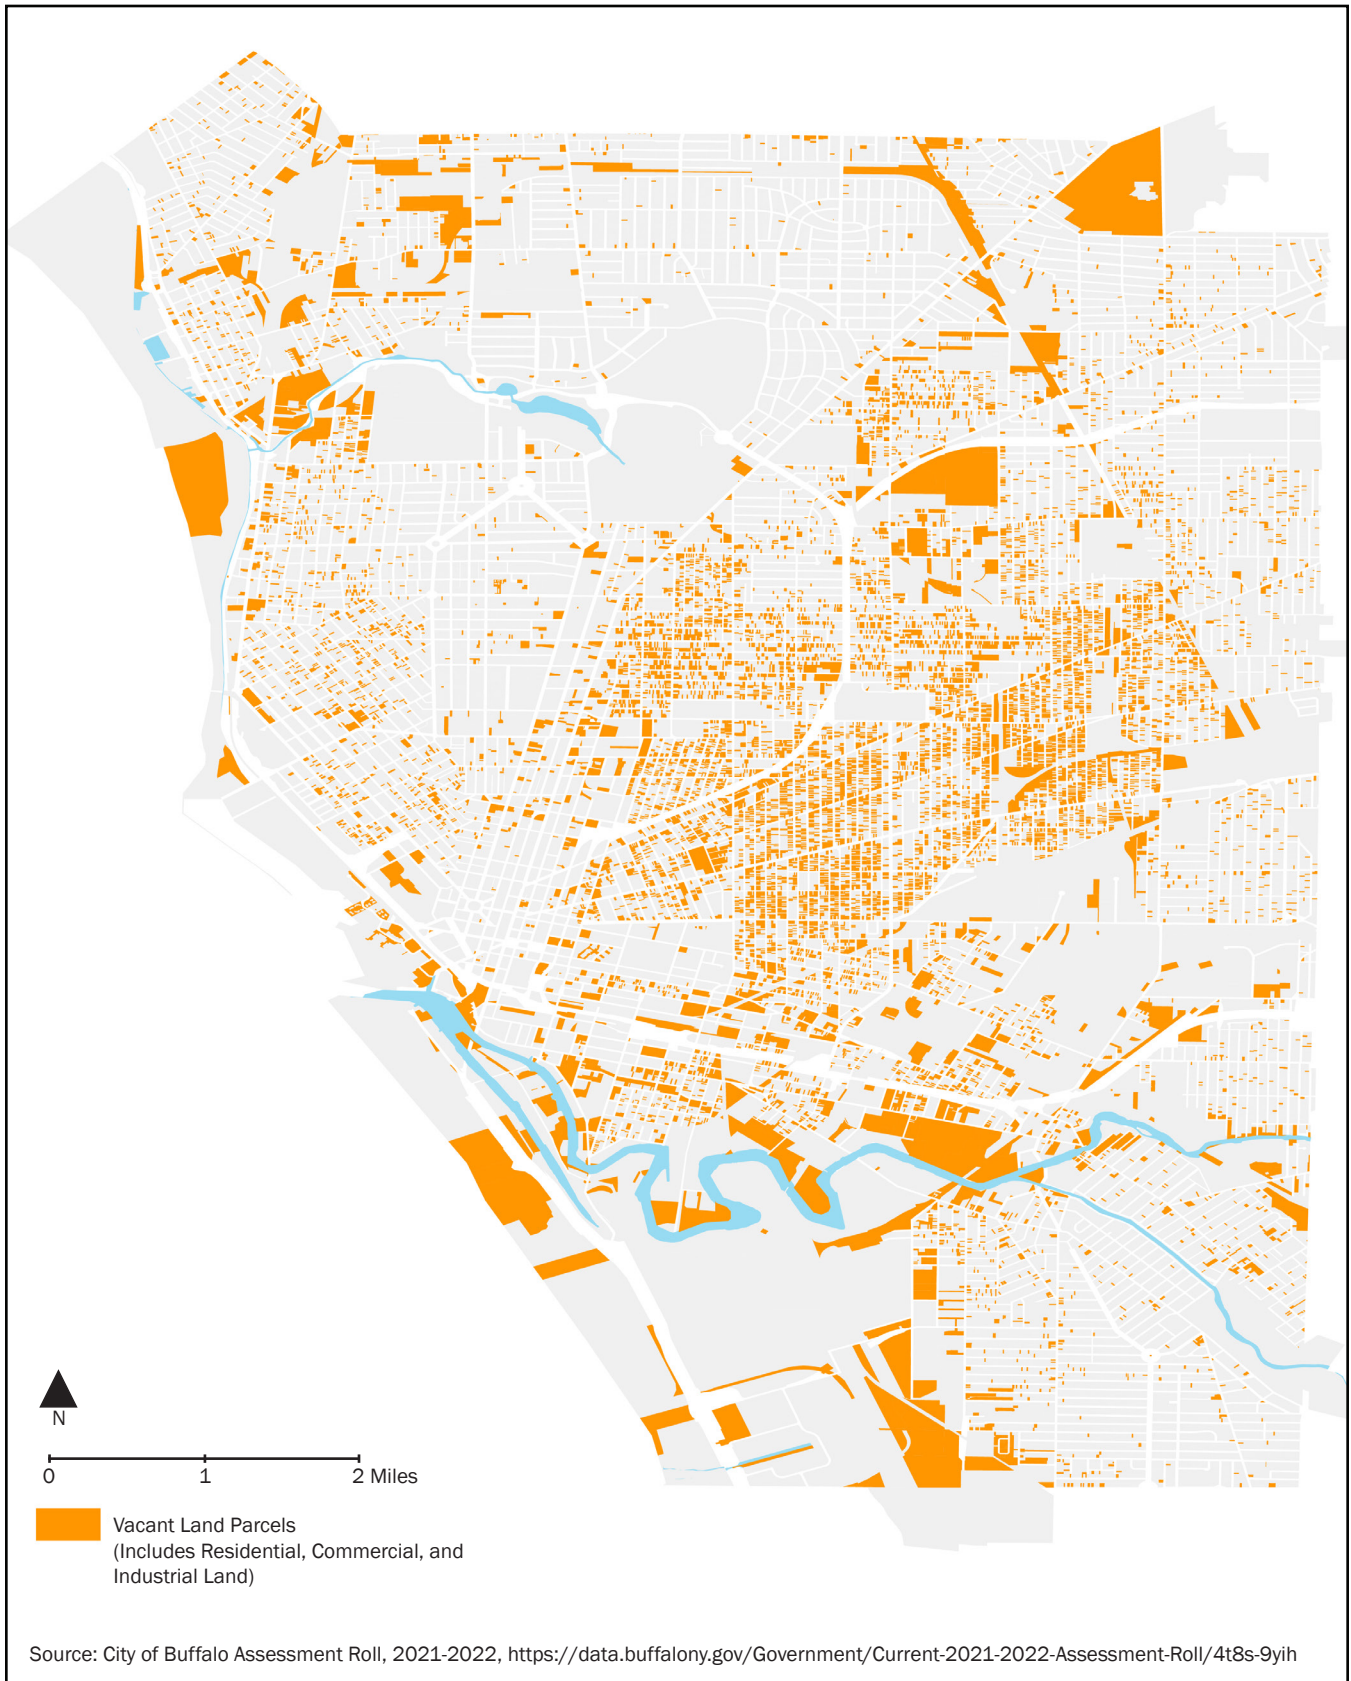 N
0 1 2 Miles
Vacant Land Parcels
(Includes Residential, Commercial, and
Industrial Land)
Source: City of Buffalo Assessment Roll, 2021-2022, https://data.buffalony.gov/Government/Current-2021-2022-Assessment-Roll/4t8s-9yih